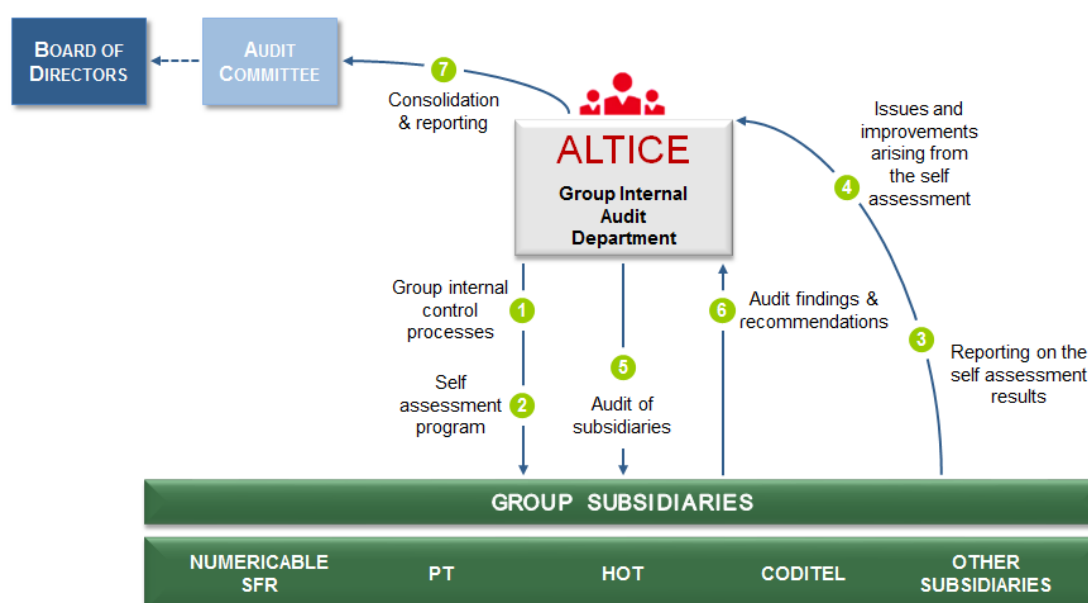 BOARD OF
DIRECTORS
AUDIT
COMMITTEE
7
Consolidation
& reporting
ALTICE
Group Internal
Audit
Department
Issues and
improvements
arising from
the self
assessment
4
Group internal
control
processes
1
6
Audit findings &
recommendations
3
Reporting on the
self assessment
results
5
Self
assessment
program
2
Audit of
subsidiaries
GROUP SUBSIDIARIES
NUMERICABLE
SFR
PT
HOT
CODITEL
OTHER
SUBSIDIARIES